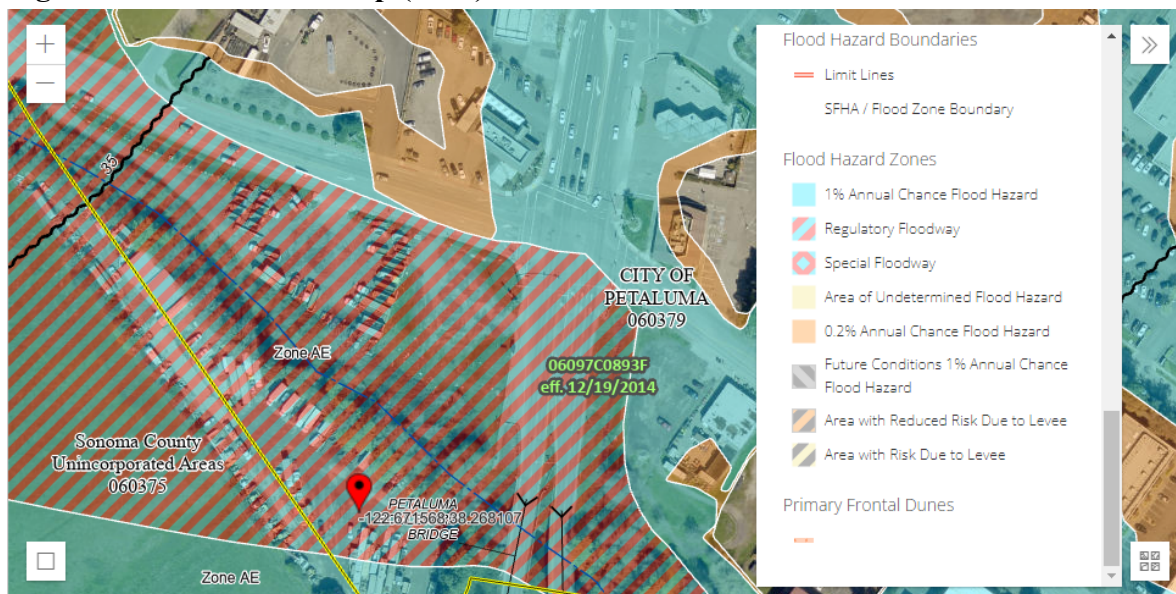 +
−
35
Zone AE
CITY OF
PETALUMA
060379
06097C0893F
eff. 12/19/2014
Sonoma County
Unincorporated Areas
060375
PETALUMA
-122.671568,38.268107
BRIDGE
Zone AE
Flood Hazard Boundaries
Limit Lines
SFHA / Flood Zone Boundary
Flood Hazard Zones
1% Annual Chance Flood Hazard
Regulatory Floodway
Special Floodway
Area of Undetermined Flood Hazard
0.2% Annual Chance Flood Hazard
Future Conditions 1% Annual Chance
Flood Hazard
Area with Reduced Risk Due to Levee
Area with Risk Due to Levee
Primary Frontal Dunes